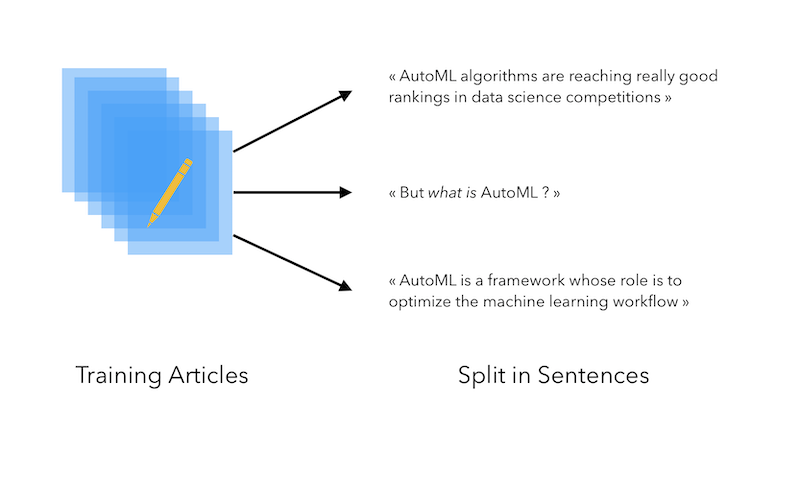 « AutoML algorithms are reaching really good
rankings in data science competitions »
« But what is AutoML ? »
« AutoML is a framework whose role is to
optimize the machine learning workflow »
Training Articles
Split in Sentences